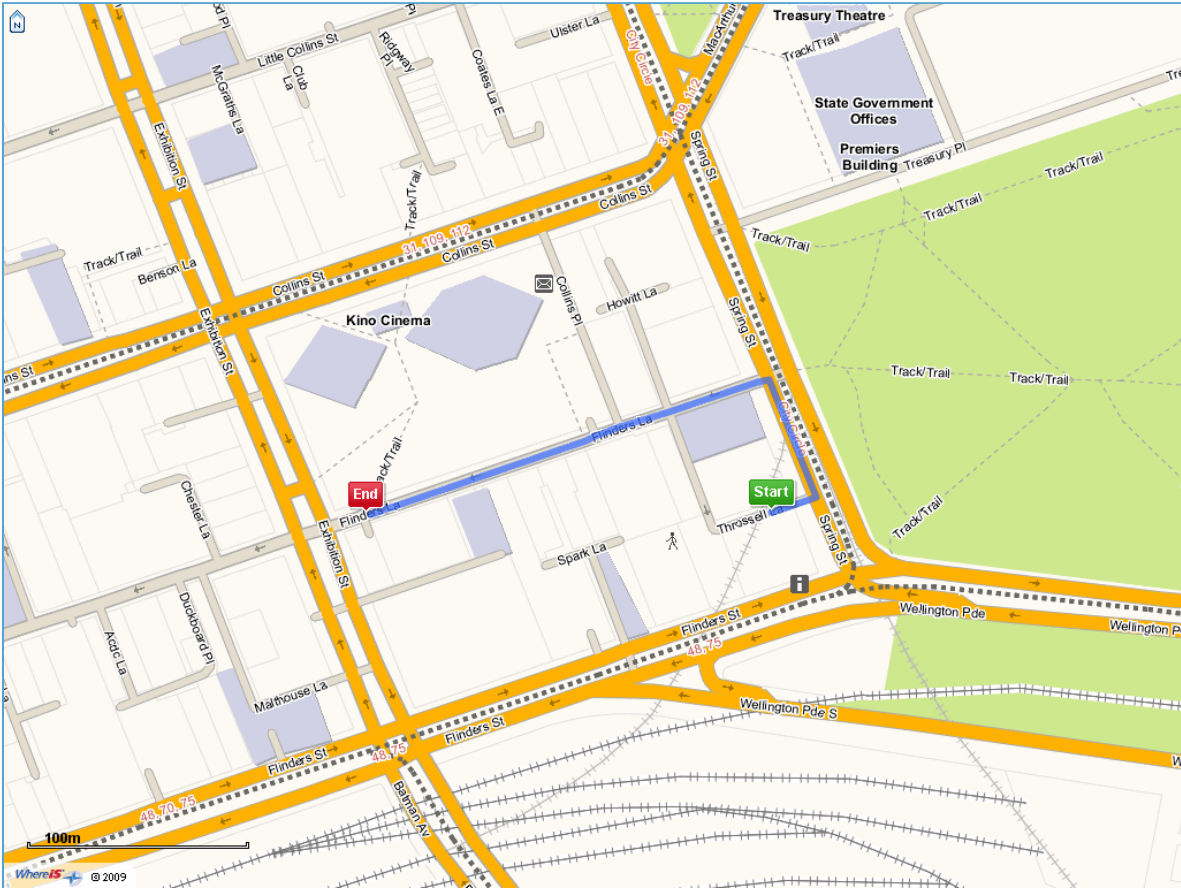 N
Treasury Theatre
MacArthur
Ulster La
City Circle
Track/Trail
Little Collins St
Ridgway Pl
Coates La E
Club La
McGraths La
31, 109, 112
State Government
Offices
Premiers
Building
Treasury Pl
Exhibition St
Spring St
Track/Trail
Track/Trail
Track/Trail
Collins St
Track/Trail
31, 109, 112
Collins St
Track/Trail
Benson La
Collins St
Collins Pl
Howitt La
Spring St
Kino Cinema
Exhibition St
Track/Trail
Track/Trail
City Circle
Flinders La
End
Start
Flinders La
Chester La
Throssell La
Track/Trail
Spring St
Exhibition St
Spark La
i
Duckboard Pl
Acdc La
Flinders St
Wellington Pde
48, 75
Malthouse La
Wellington Pde S
Flinders St
Flinders St
48, 75
Batman Av
48, 70, 75
100m
WhereiS
© 2009